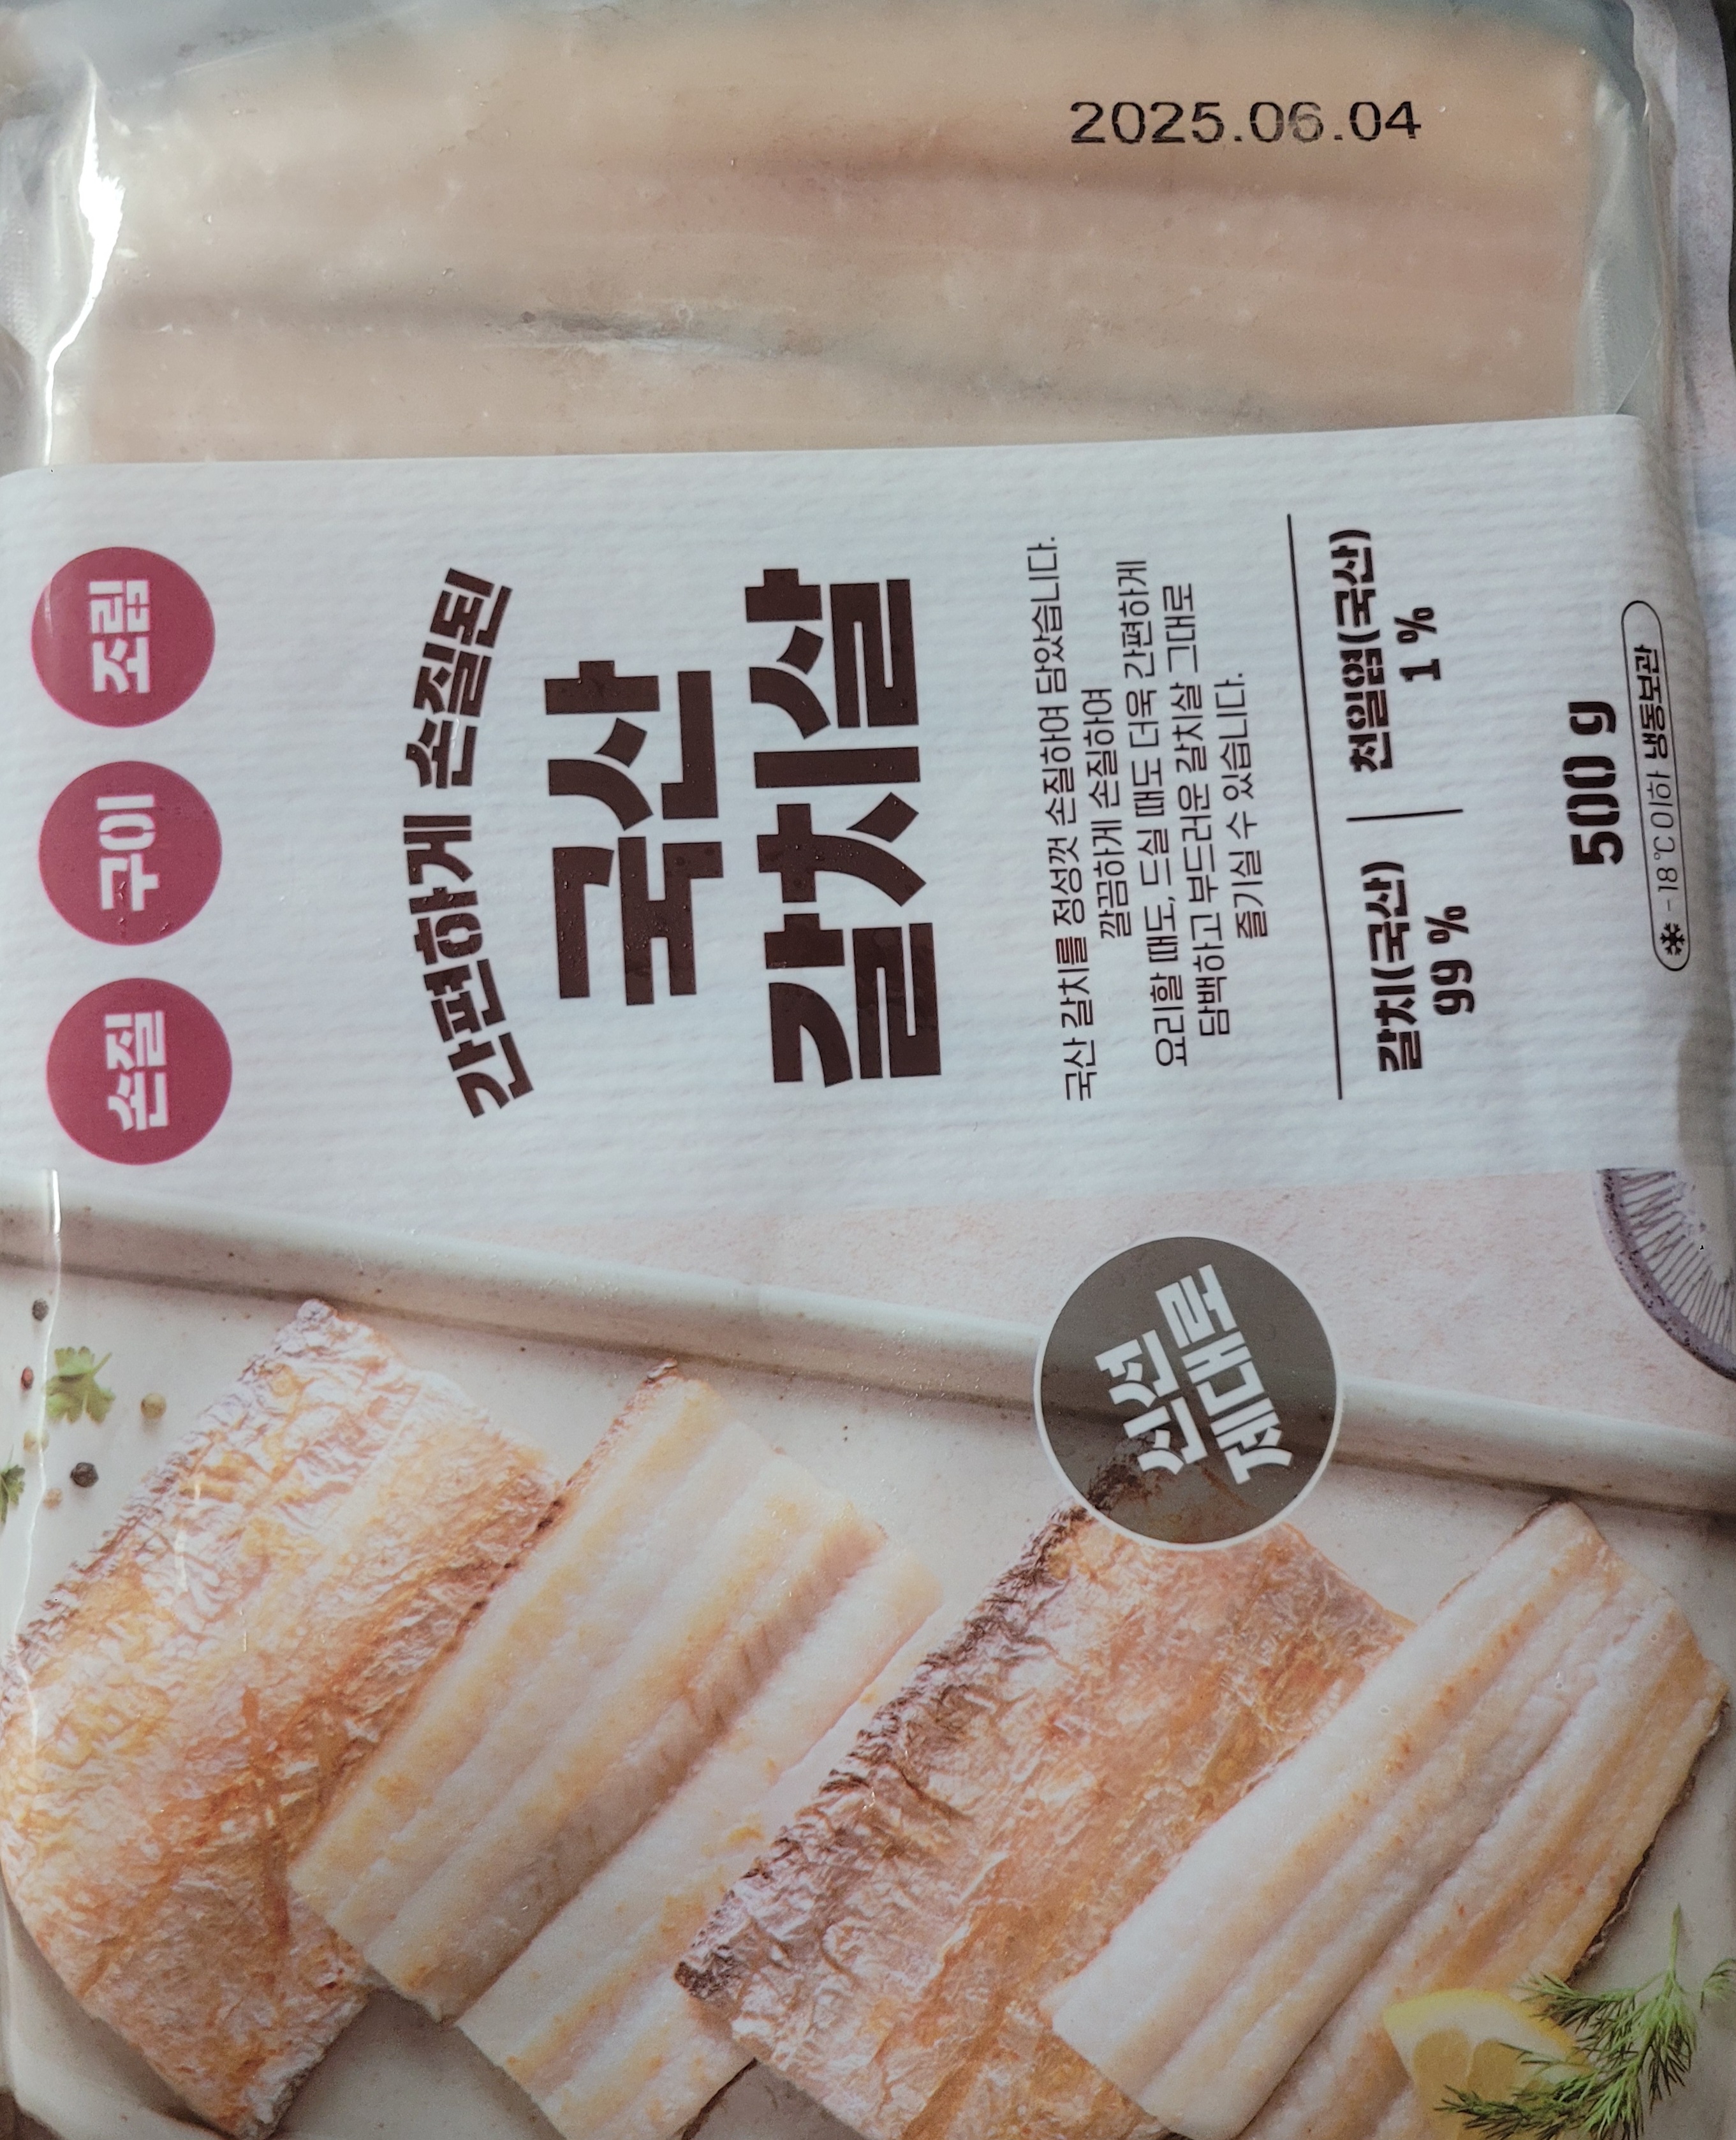 2025.06.04
손질
구이
조림
간편하게 손질된
국산
갈치살
국산 갈치를 정성껏 손질하여 담았습니다.
깔끔하게 손질하여
요리할 때도, 드실 때도 더욱 간편하게
담백하고 부드러운 갈치살 그대로
즐기실 수 있습니다.
갈치(국산)
99 %
천일염(국산)
1 %
500 g
-18 ℃ 이하 냉동보관
신선
제대로